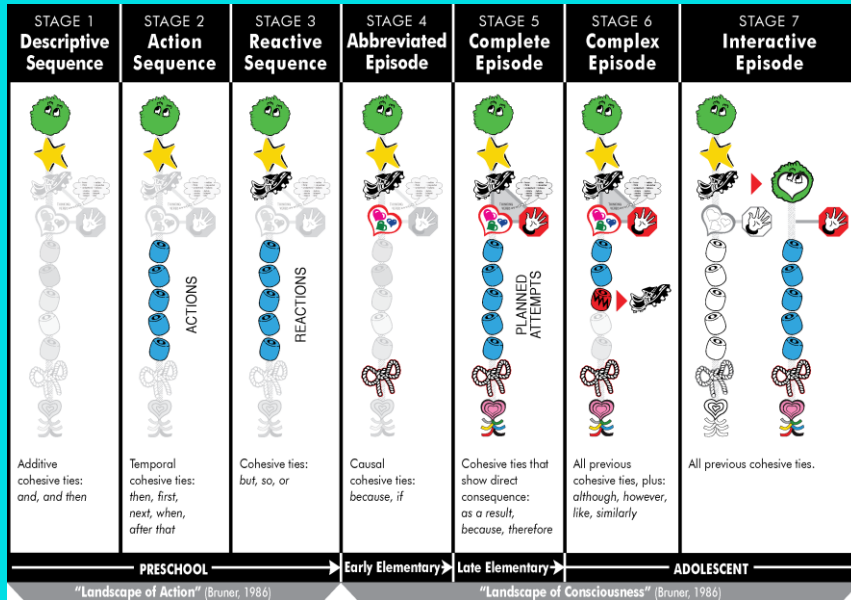 STAGE 1
Descriptive
Sequence
STAGE 2
Action
Sequence
STAGE 3
Reactive
Sequence
STAGE 4
Abbreviated
Episode
STAGE 5
Complete
Episode
STAGE 6
Complex
Episode
STAGE 7
Interactive
Episode
ACTIONS
REACTIONS
PLANNED
ATTEMPTS
Additive
cohesive ties:
and, and then
Temporal
cohesive ties:
then, first,
next, when,
after that
Cohesive ties:
but, so, or
Causal
cohesive ties:
because, if
Cohesive ties that
show direct
consequence:
as a result,
because, therefore
All previous
cohesive ties, plus:
although, however,
like, similarly
All previous cohesive ties.
PRESCHOOL
Early Elementary
Late Elementary
ADOLESCENT
"Landscape of Action" (Bruner, 1986)
"Landscape of Consciousness" (Bruner, 1986)